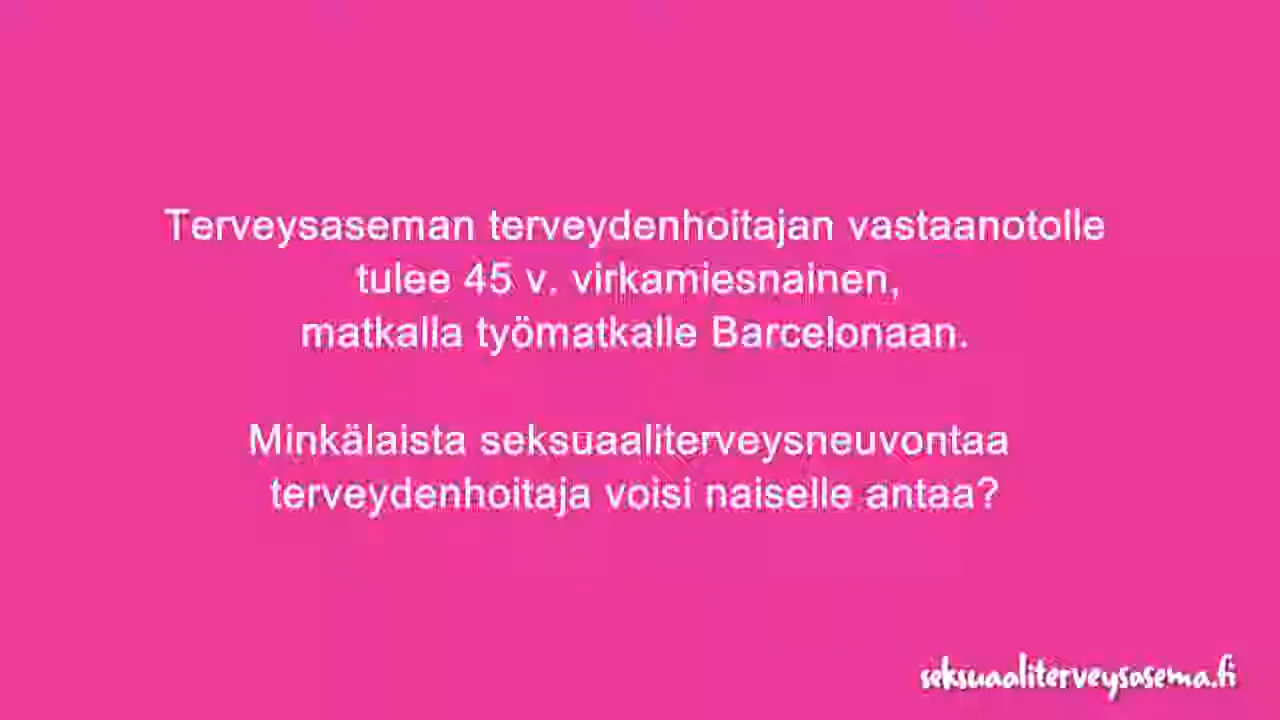 Terveysaseman terveydenhoitajan vastaanotolle
tulee 45 v. virkamiesnainen,
matkalla työmatkalle Barcelonaan.
Minkälaista seksuaaliterveysneuvontaa
terveydenhoitaja voisi naiselle antaa?
seksuaaliterveysasema.fi